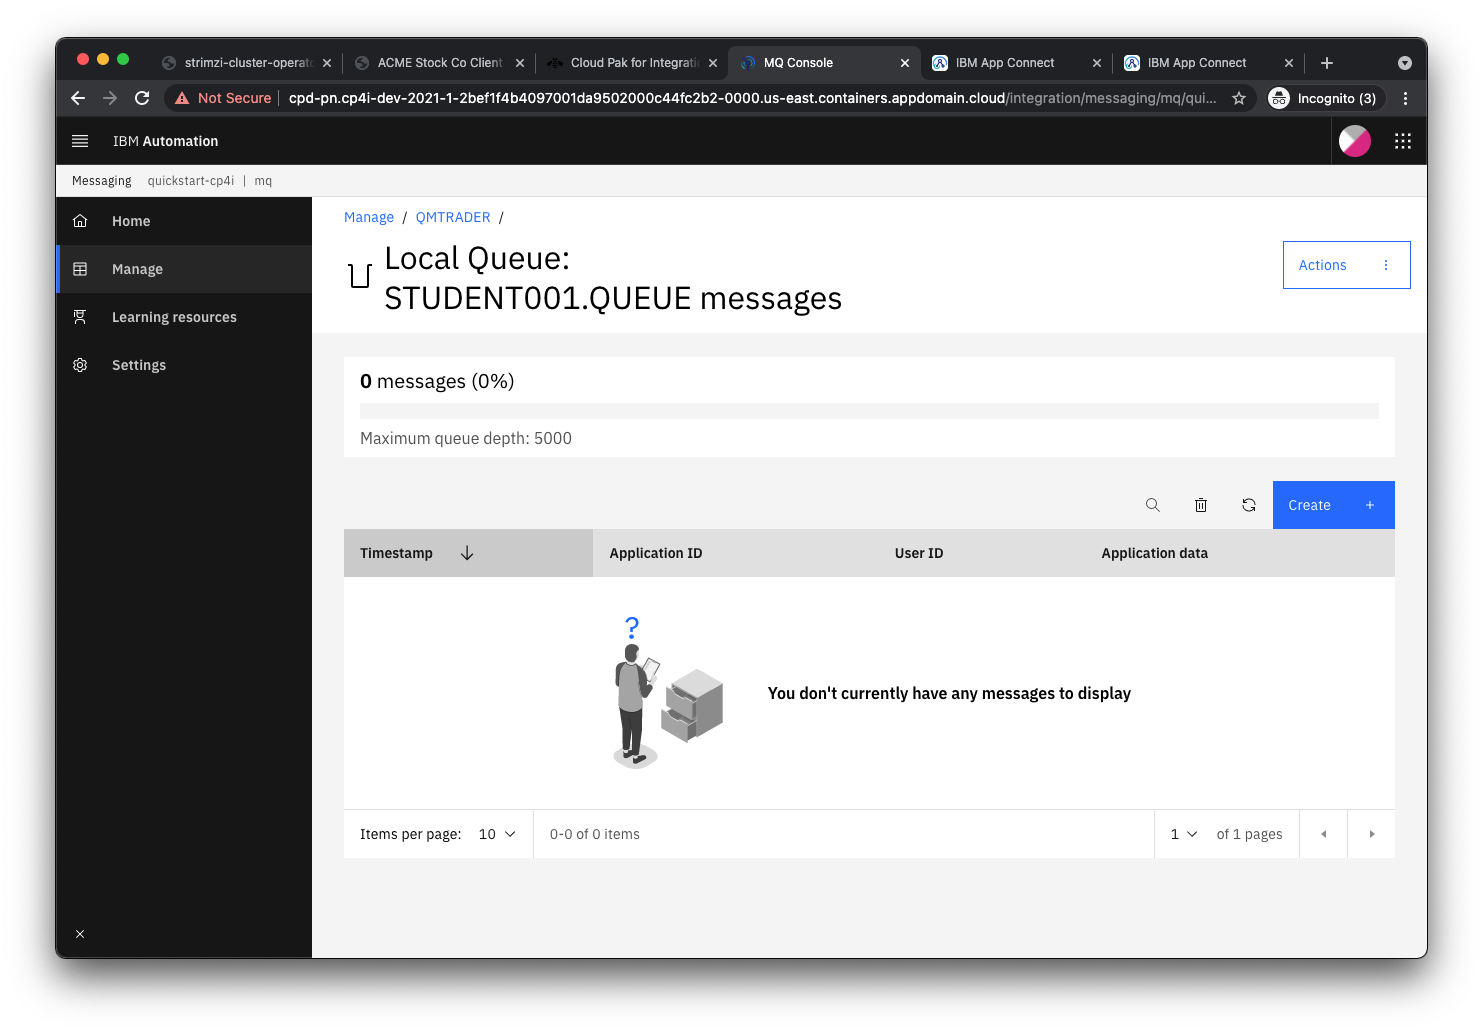 strimzi-cluster-operato
ACME Stock Co Client
Cloud Pak for Integratio
MQ Console
IBM App Connect
IBM App Connect
Not Secure
cpd-pn.cp4i-dev-2021-1-2bef1f4b4097001da9502000c44fc2b2-0000.us-east.containers.appdomain.cloud/integration/messaging/mq/qui...
Incognito (3)
IBM Automation
Messaging quickstart-cp4i | mq
Home
Manage
Learning resources
Settings
Manage / QMTRADER /
Local Queue:
STUDENT001.QUEUE messages
Actions
0 messages (0%)
Maximum queue depth: 5000
Create +
Timestamp Application ID User ID Application data
?
You don't currently have any messages to display
Items per page: 10 0-0 of 0 items 1 of 1 pages